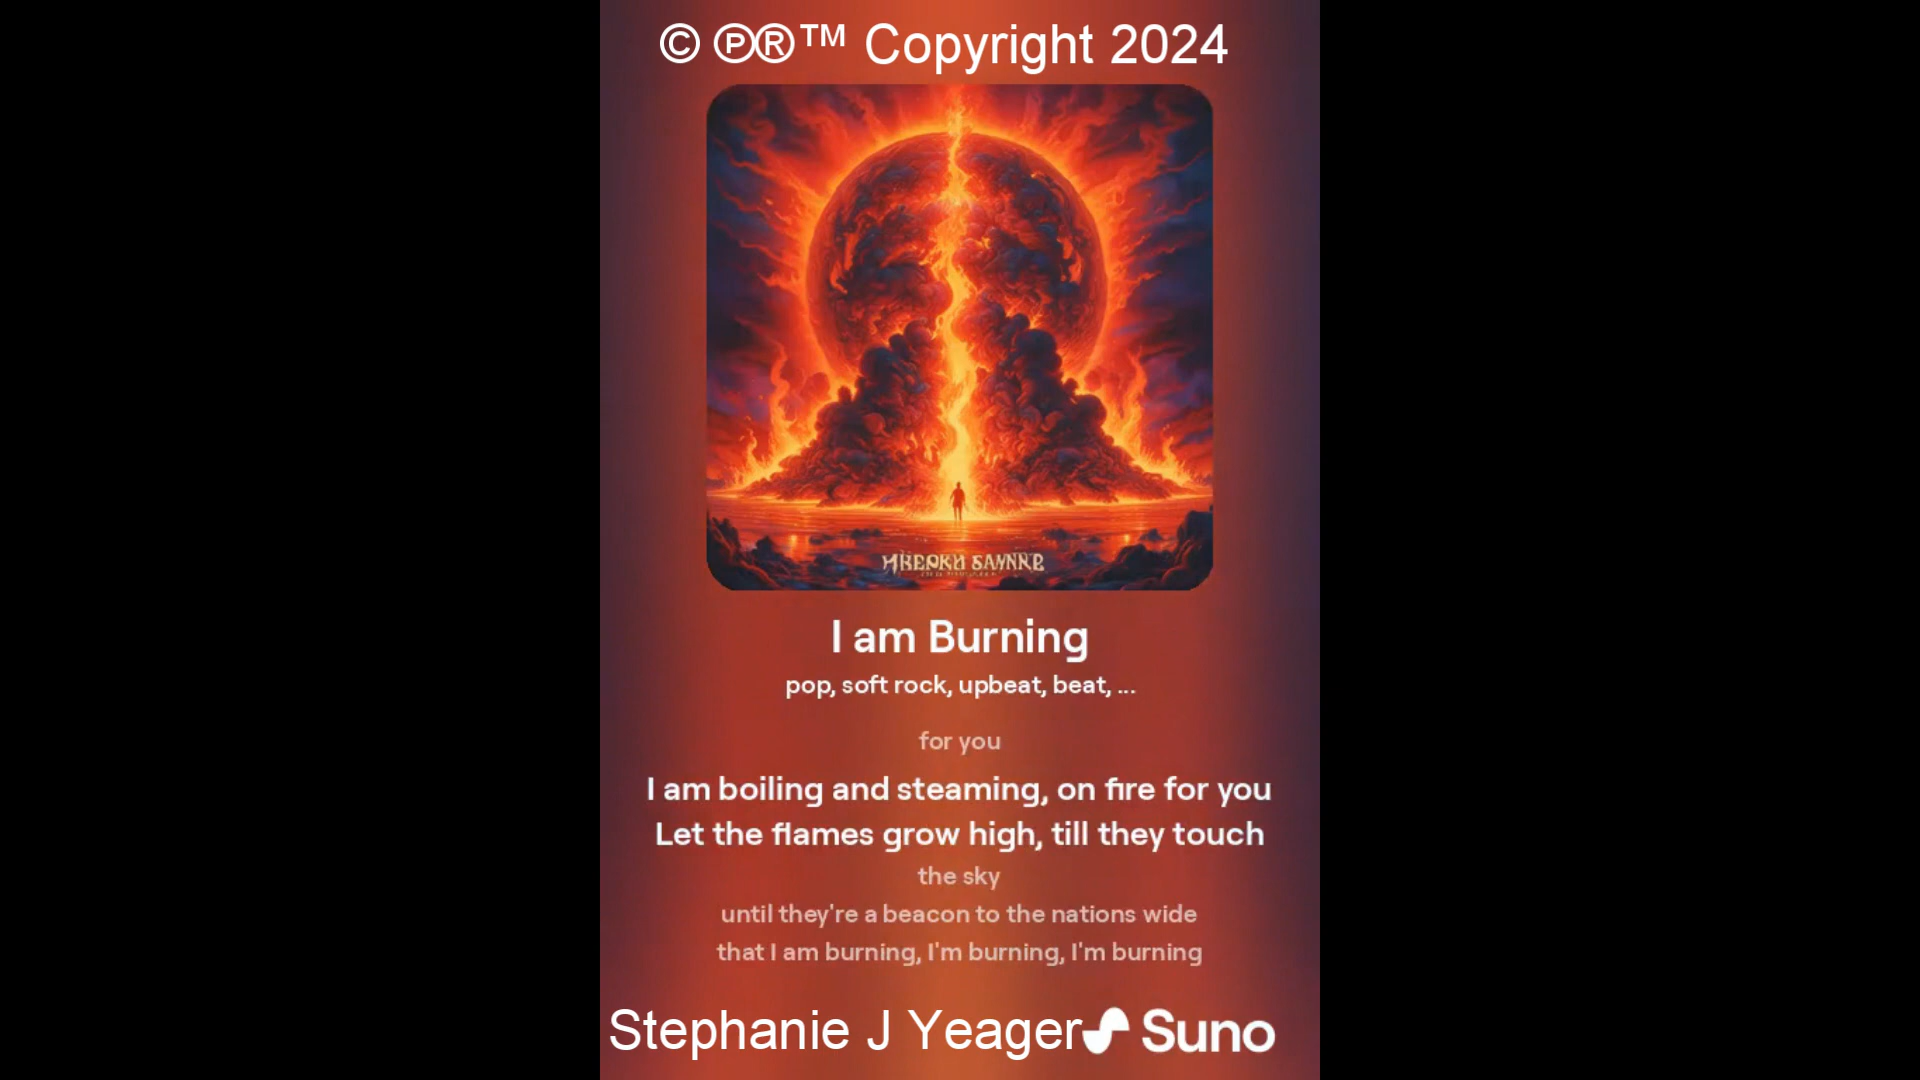 © ℗®™ Copyright 2024
I am Burning
pop, soft rock, upbeat, beat, ...
for you
I am boiling and steaming, on fire for you
Let the flames grow high, till they touch
the sky
until they're a beacon to the nations wide
that I am burning, I'm burning, I'm burning
Stephanie J Yeager Suno